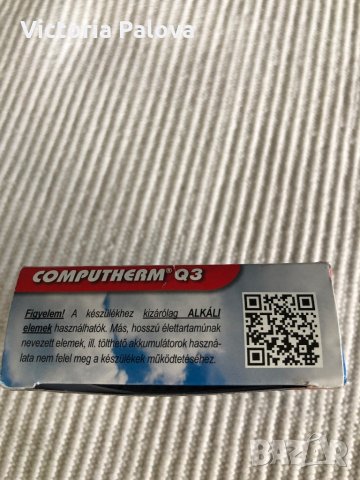 Victoria Palova
COMPUTHERM® Q3
Figyelem! A készülékhez kizárólag ALKÁLI
elemek használhatók. Más, hosszú élettartamúnak
nevezett elemek, ill. tölthető akkumulátorok haszná-
lata nem felel meg a készülékek működtetéséhez.
BAZAR